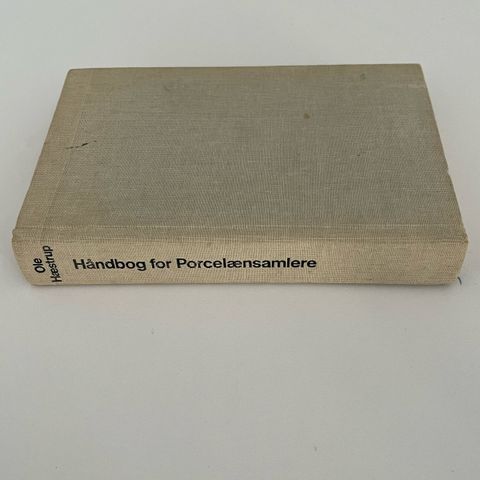 Ole
Hæstrup
Håndbog for Porcelænsamlere